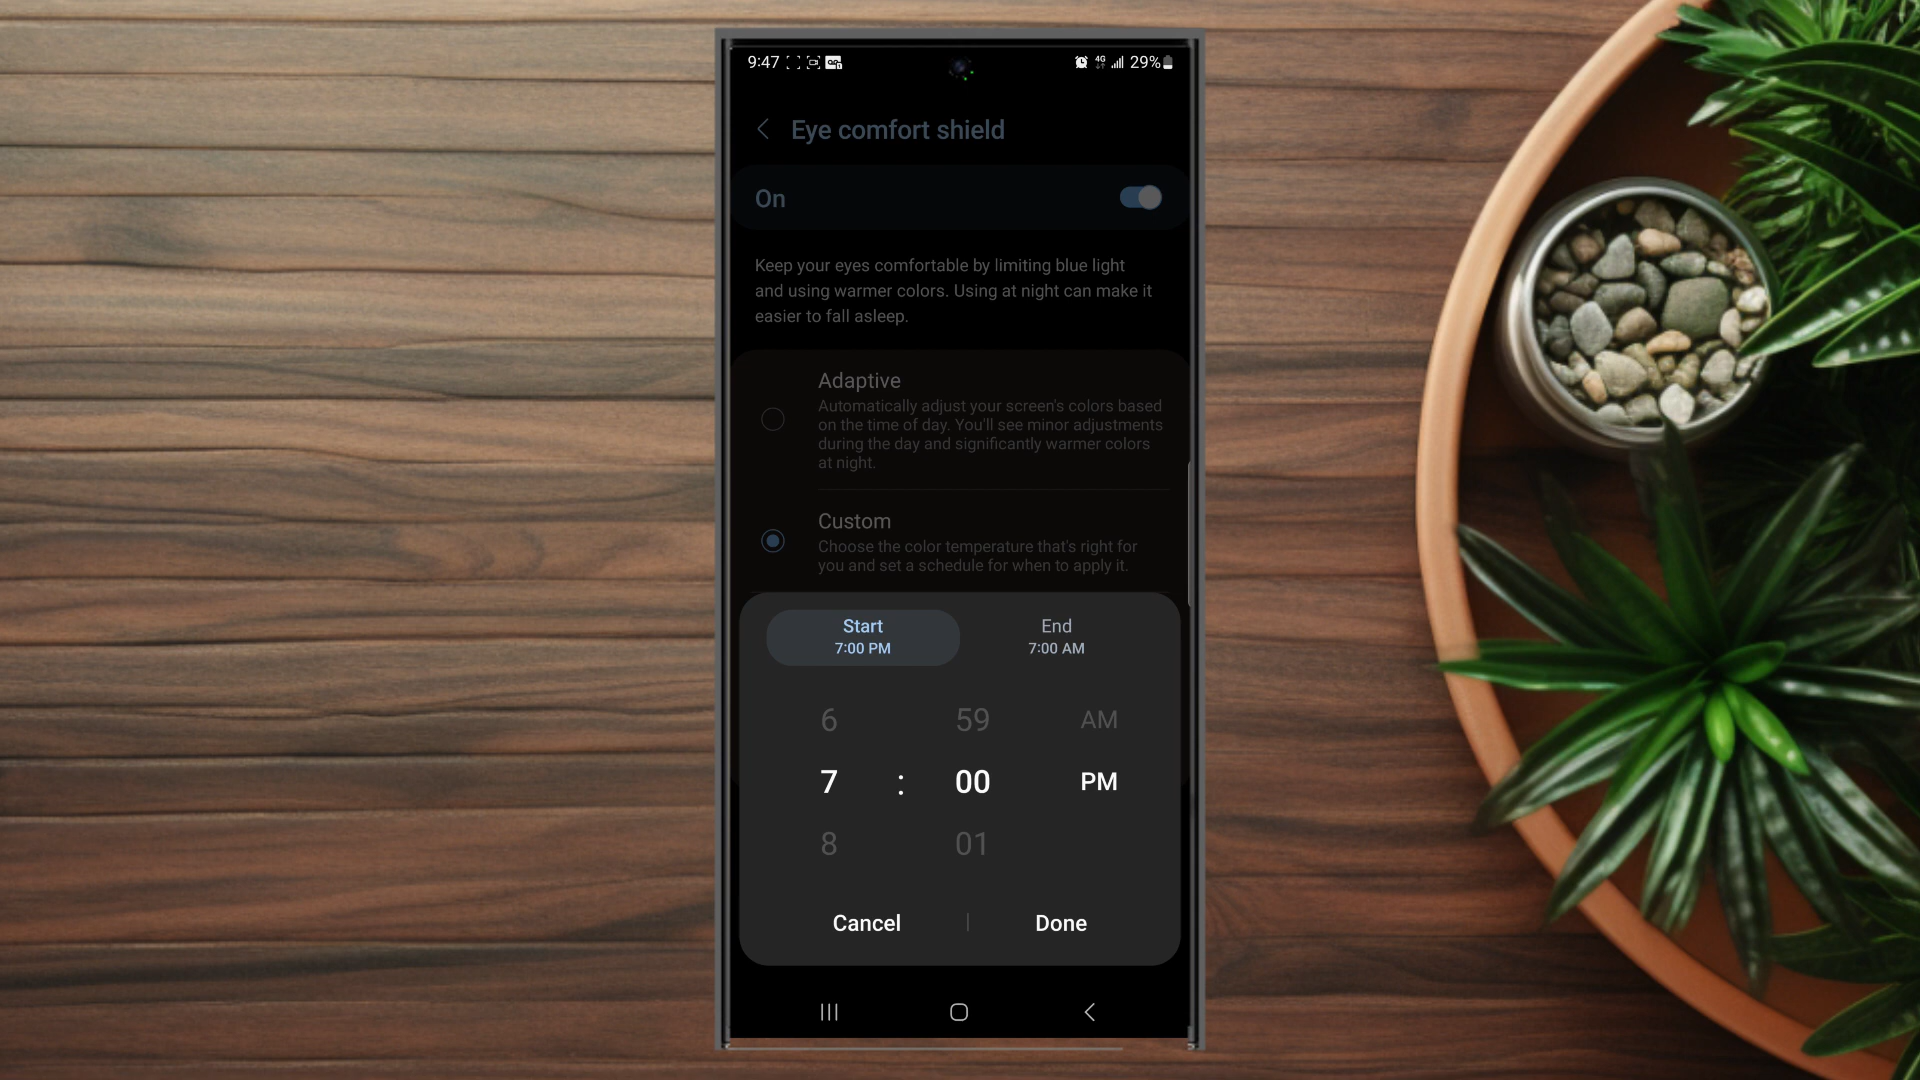 9:47 4G 29%
Eye comfort shield
On
Keep your eyes comfortable by limiting blue light
and using warmer colors. Using at night can make it
easier to fall asleep.
Adaptive
Automatically adjust your screen's colors based
on the time of day. You'll see minor adjustments
during the day and significantly warmer colors
at night.
Custom
Choose the color temperature that's right for
you and set a schedule for when to apply it.
Start End
7:00 PM 7:00 AM
6 59 AM
7 : 00 PM
8 01
Cancel Done